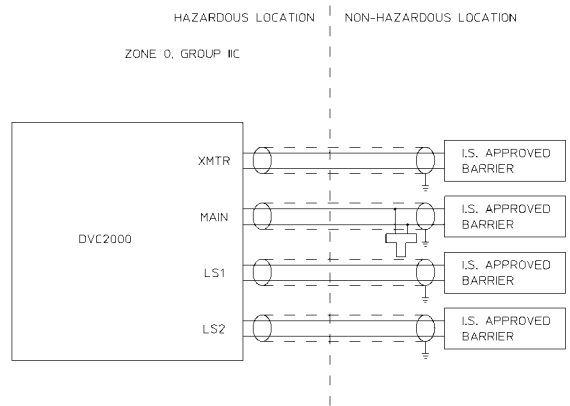 HAZARDOUS LOCATION
NON-HAZARDOUS LOCATION
ZONE 0, GROUP IIC
DVC2000
XMTR
I.S. APPROVED
BARRIER
MAIN
I.S. APPROVED
BARRIER
LS1
I.S. APPROVED
BARRIER
LS2
I.S. APPROVED
BARRIER